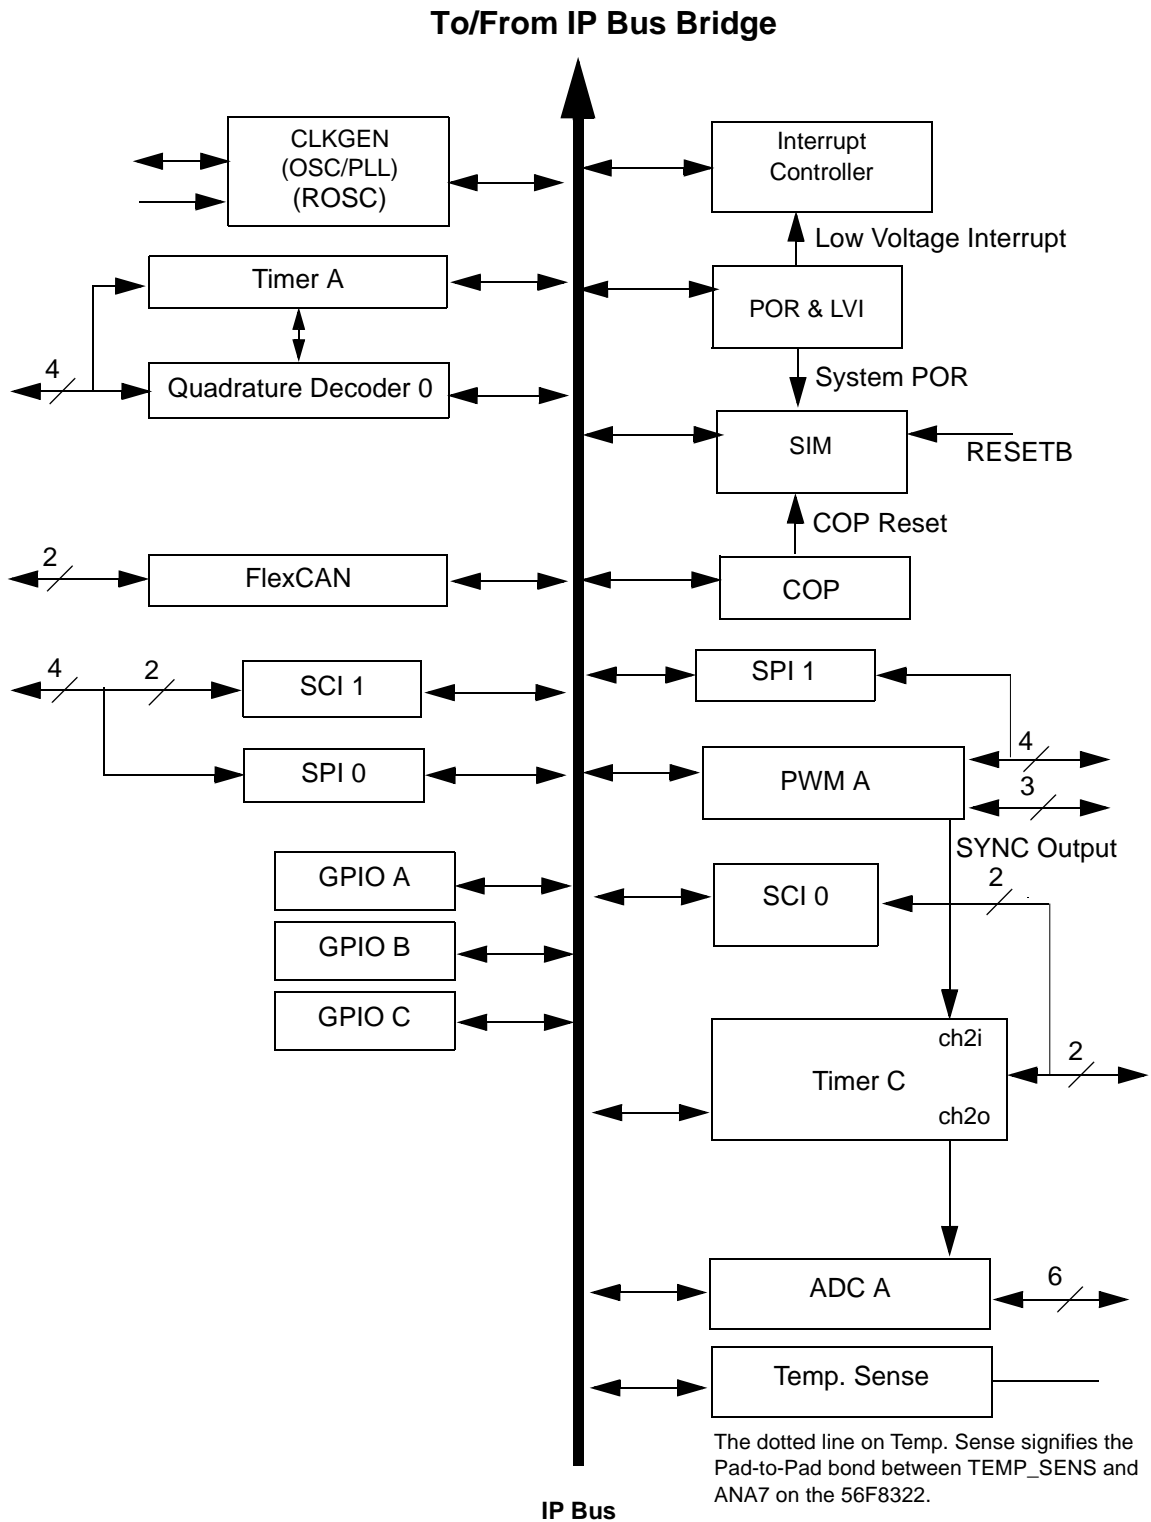 To/From IP Bus Bridge
CLKGEN
(OSC/PLL)
(ROSC)
Interrupt
Controller
Low Voltage Interrupt
Timer A
POR & LVI
4
Quadrature Decoder 0
System POR
SIM
RESETB
COP Reset
2
FlexCAN
COP
4
2
SCI 1
SPI 1
SPI 0
4
PWM A
3
SYNC Output
GPIO A
SCI 0
2
GPIO B
GPIO C
ch2i
Timer C
2
ch2o
ADC A
6
Temp. Sense
The dotted line on Temp. Sense signifies the
Pad-to-Pad bond between TEMP_SENS and
ANA7 on the 56F8322.
IP Bus